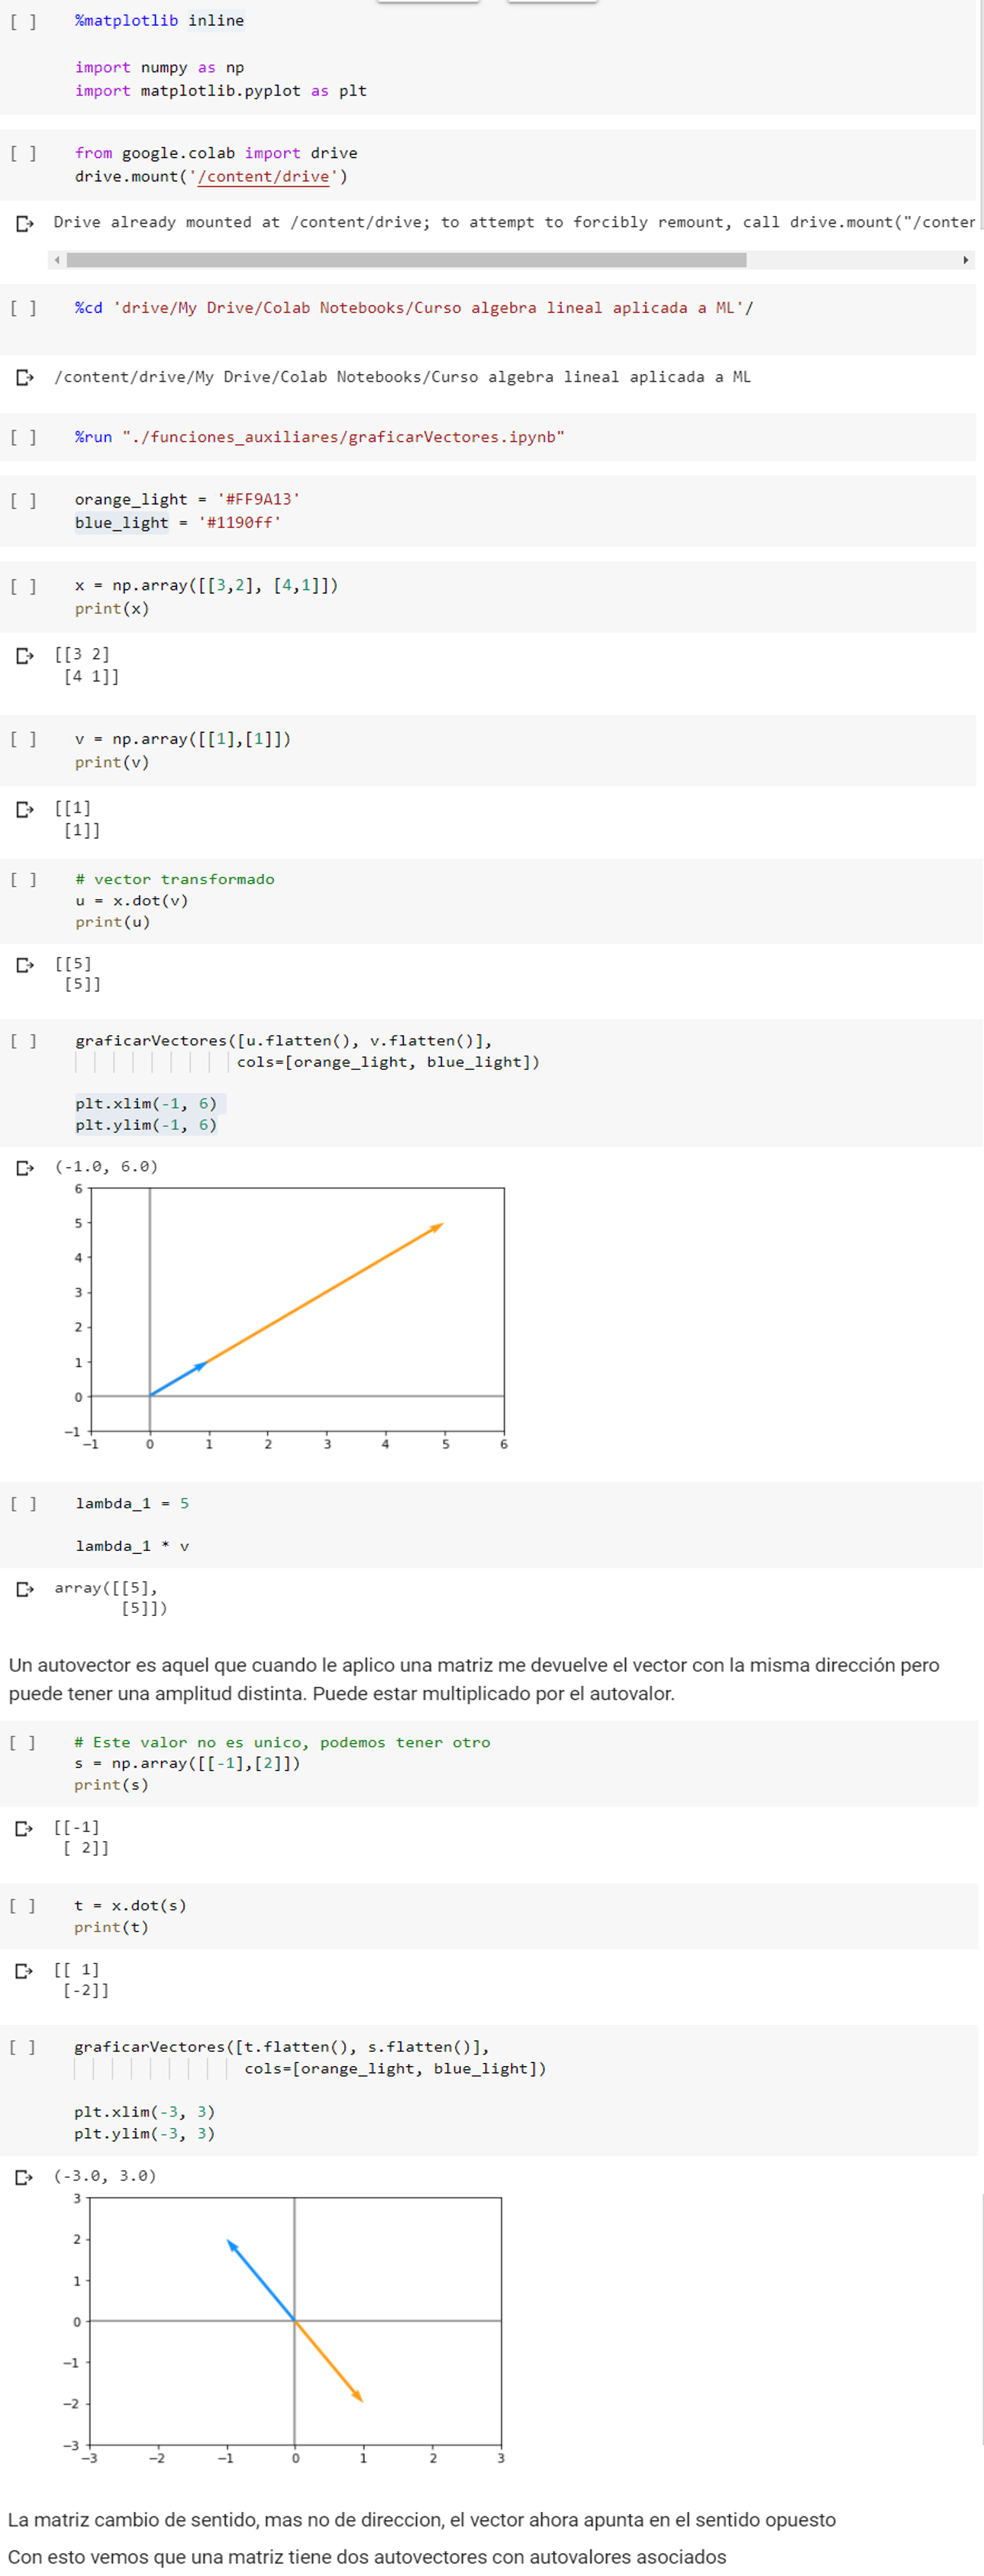 [ ] %matplotlib inline
import numpy as np
import matplotlib.pyplot as plt
[ ] from google.colab import drive
drive.mount('/content/drive')
Drive already mounted at /content/drive; to attempt to forcibly remount, call drive.mount("/conter
[ ] %cd 'drive/My Drive/Colab Notebooks/Curso algebra lineal aplicada a ML'/
/content/drive/My Drive/Colab Notebooks/Curso algebra lineal aplicada a ML
[ ] %run "./funciones_auxiliares/graficarVectores.ipynb"
[ ] orange_light = '#FF9A13'
blue_light = '#1190ff'
[ ] x = np.array([[3,2], [4,1]])
print(x)
[[3 2]
[4 1]]
[ ] v = np.array([[1],[1]])
print(v)
[[1]
[1]]
[ ] # vector transformado
u = x.dot(v)
print(u)
[[5]
[5]]
[ ] graficarVectores([u.flatten(), v.flatten()],
cols=[orange_light, blue_light])
plt.xlim(-1, 6)
plt.ylim(-1, 6)
(-1.0, 6.0)
6
5
4
3
2
1
0
−1
−1 0 1 2 3 4 5 6
[ ] lambda_1 = 5
lambda_1 * v
array([[5],
[5]])
Un autovector es aquel que cuando le aplico una matriz me devuelve el vector con la misma dirección pero
puede tener una amplitud distinta. Puede estar multiplicado por el autovalor.
[ ] # Este valor no es unico, podemos tener otro
s = np.array([[-1],[2]])
print(s)
[[-1]
[ 2]]
[ ] t = x.dot(s)
print(t)
[[ 1]
[-2]]
[ ] graficarVectores([t.flatten(), s.flatten()],
cols=[orange_light, blue_light])
plt.xlim(-3, 3)
plt.ylim(-3, 3)
(-3.0, 3.0)
3
2
1
0
−1
−2
−3
−3 −2 −1 0 1 2 3
La matriz cambio de sentido, mas no de direccion, el vector ahora apunta en el sentido opuesto
Con esto vemos que una matriz tiene dos autovectores con autovalores asociados